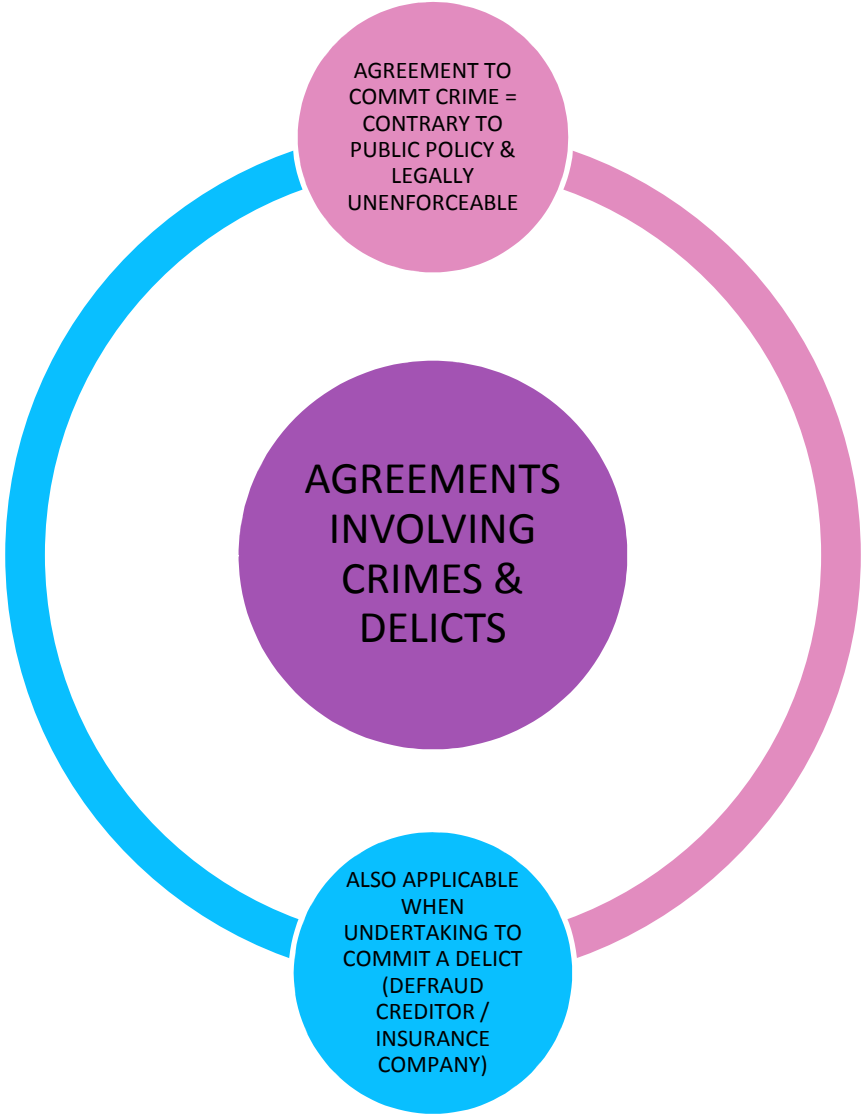 AGREEMENT TO
COMMT CRIME =
CONTRARY TO
PUBLIC POLICY &
LEGALLY
UNENFORCEABLE
AGREEMENTS
INVOLVING
CRIMES &
DELICTS
ALSO APPLICABLE
WHEN
UNDERTAKING TO
COMMIT A DELICT
(DEFRAUD
CREDITOR /
INSURANCE
COMPANY)